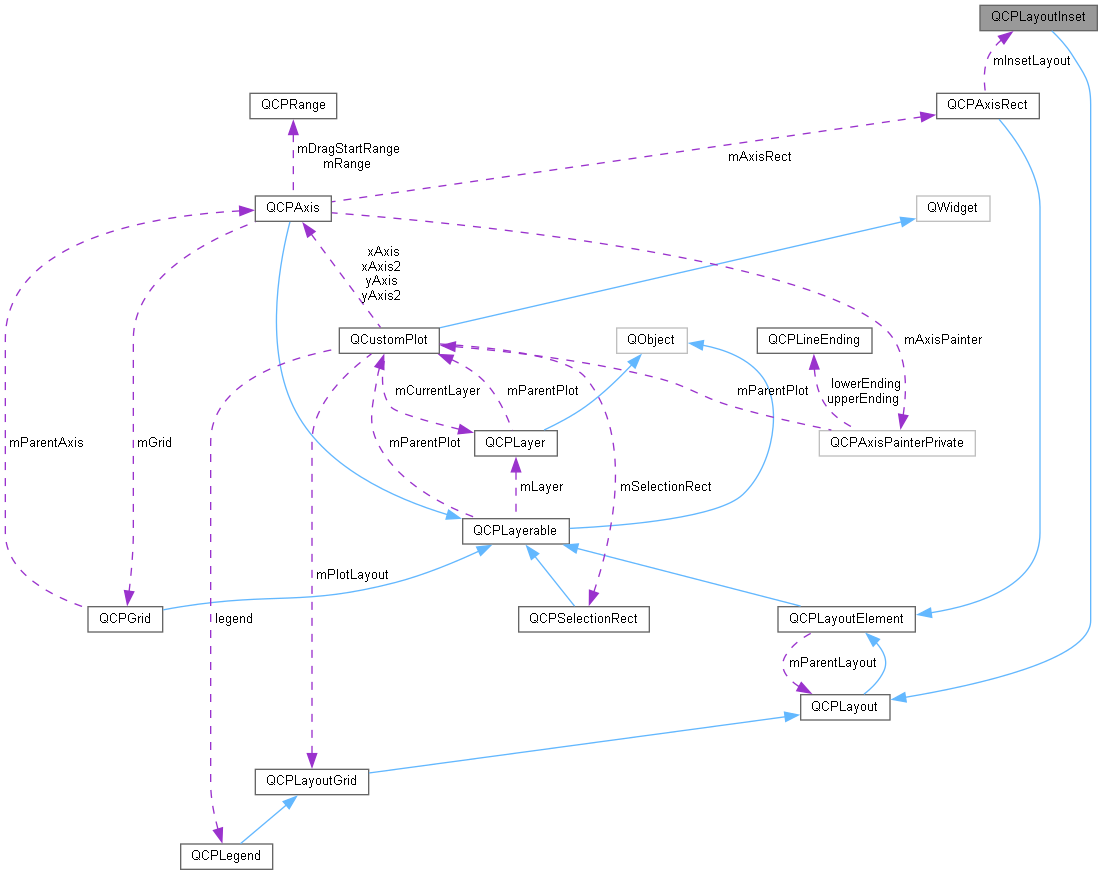 QCPLayoutInset
mInsetLayout
QCPRange
QCPAxisRect
mDragStartRange
mRange
mAxisRect
QCPAxis
QWidget
xAxis
xAxis2
yAxis
yAxis2
QCustomPlot
QObject
QCPLineEnding
mAxisPainter
mCurrentLayer
mParentPlot
mParentPlot
lowerEnding
upperEnding
mParentAxis
mGrid
mParentPlot
QCPLayer
QCPAxisPainterPrivate
mLayer
mSelectionRect
QCPLayerable
mPlotLayout
QCPGrid
legend
QCPSelectionRect
QCPLayoutElement
mParentLayout
QCPLayout
QCPLayoutGrid
QCPLegend